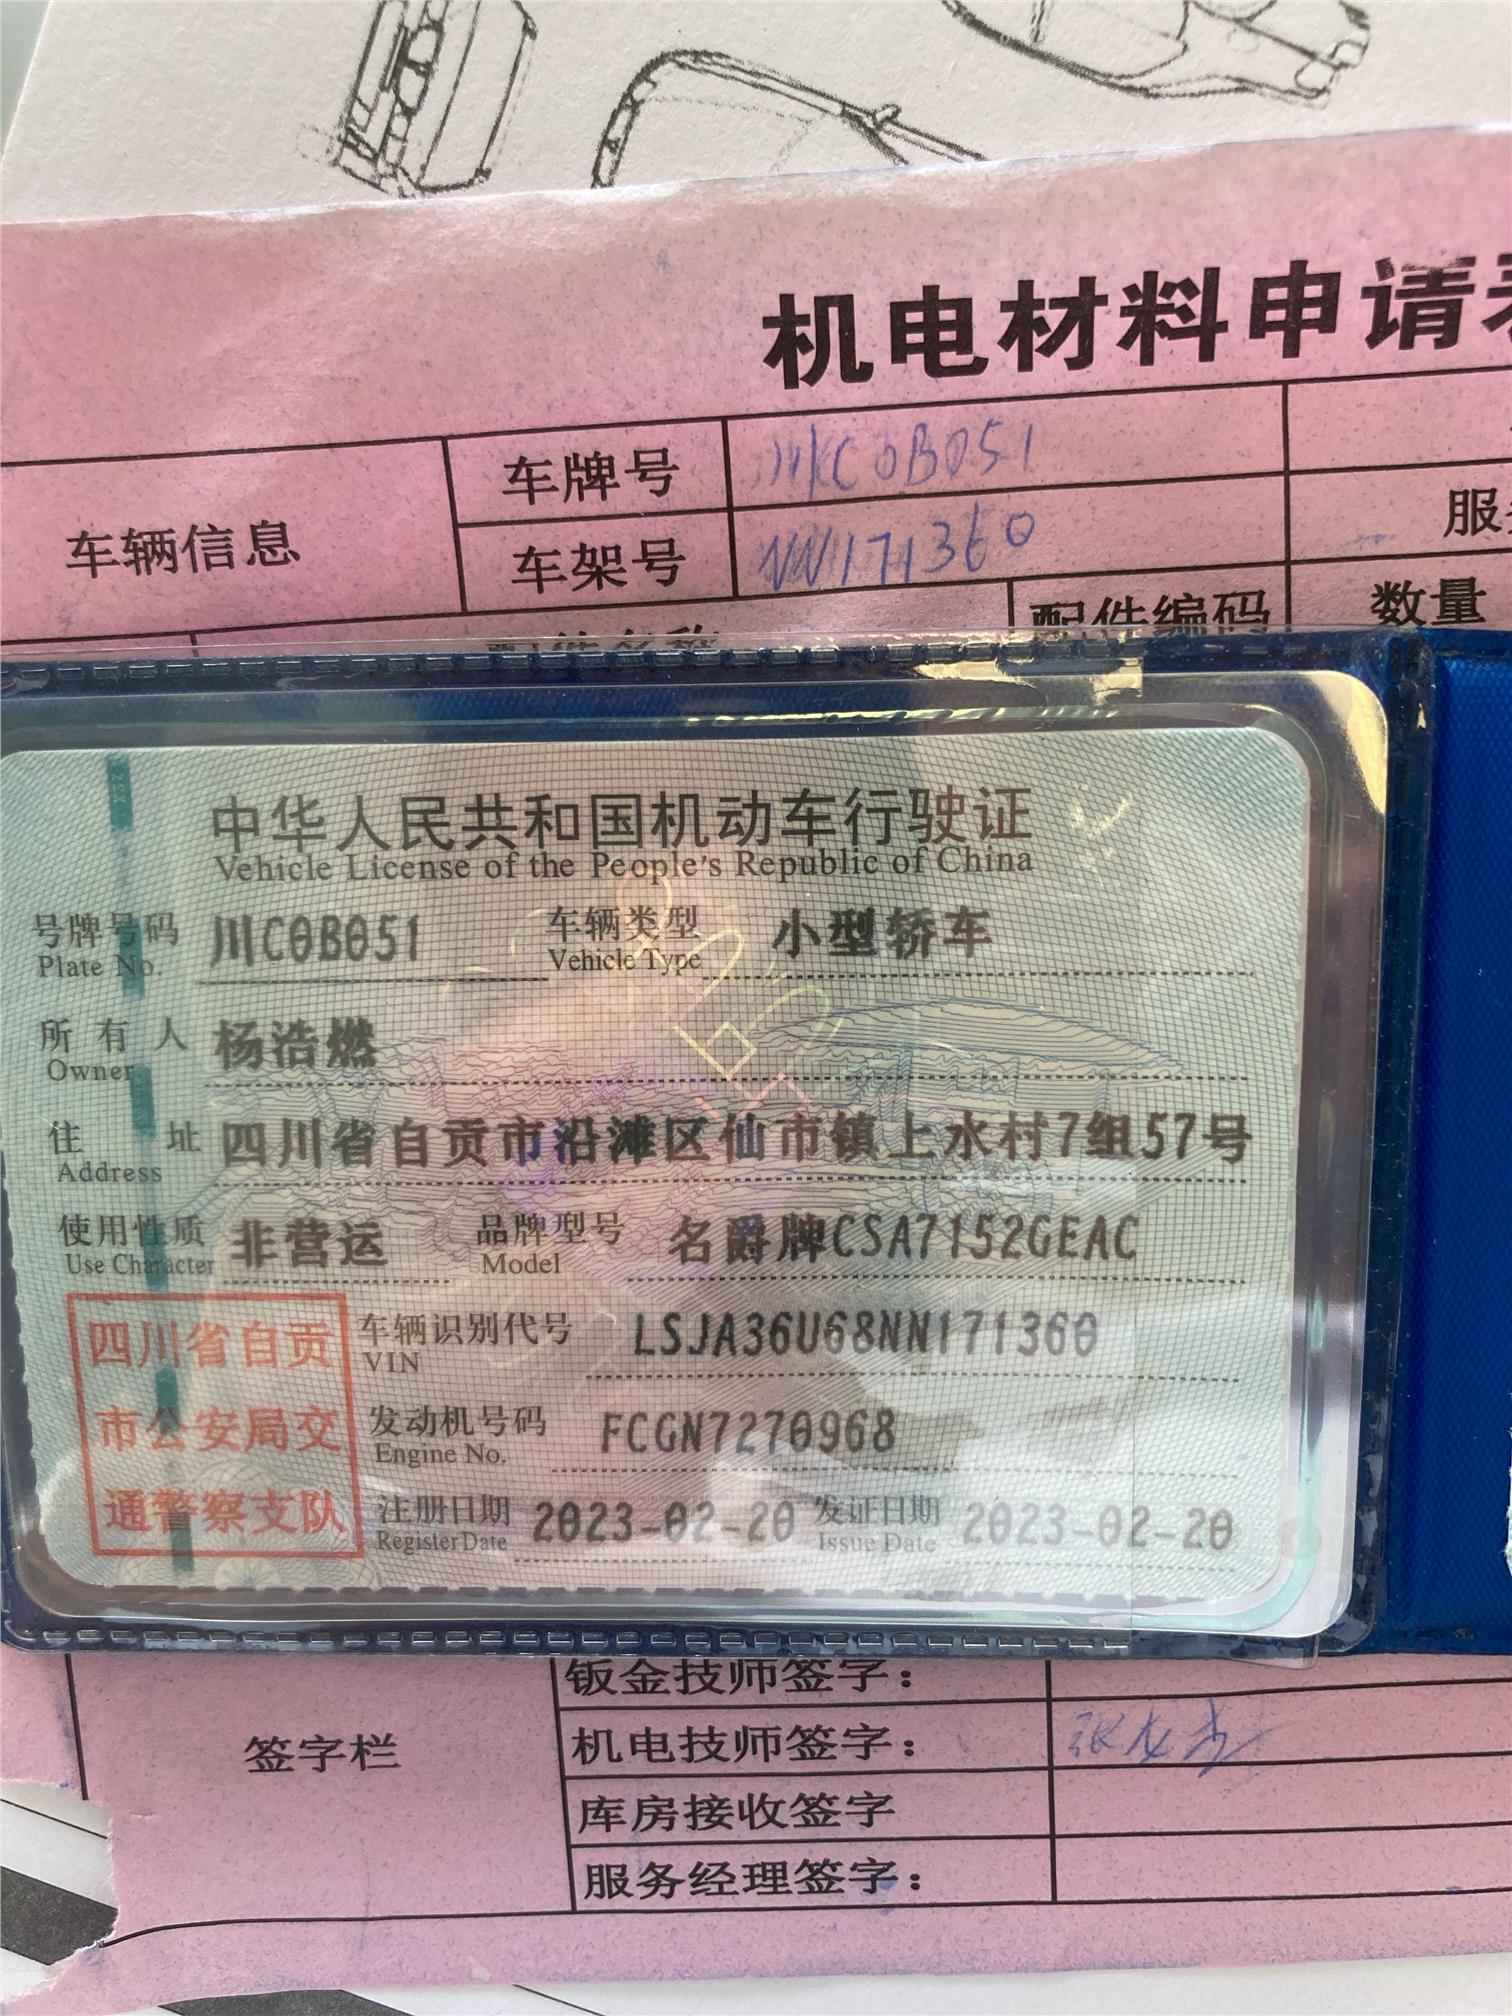 机电材料申请
车辆信息
车牌号 川C0B051
车架号 NN171360
服
配件名称 配件编码 数量
中华人民共和国机动车行驶证
Vehicle License of the People's Republic of China
号牌号码 川C0B051 车辆类型 小型轿车
Plate No. Vehicle Type
所有人 杨浩燃
Owner
住址 四川省自贡市沿滩区仙市镇上水村7组57号
Address
使用性质 非营运 品牌型号 名爵牌CSA7152GEAC
Use Character Model
四川省自贡
市公安局交
通警察支队
车辆识别代号 LSJA36U68NN171360
VIN
发动机号码 FCGN7270968
Engine No.
注册日期 2023-02-20 发证日期 2023-02-20
Register Date Issue Date
签字栏
钣金技师签字：
机电技师签字：
库房接收签字
服务经理签字：